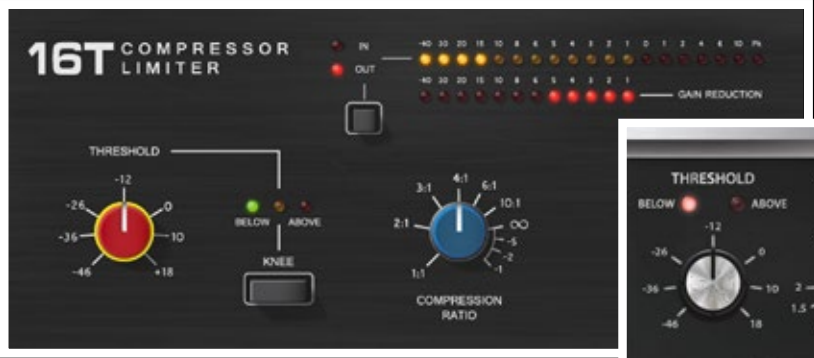 16T COMPRESSOR
LIMITER
IN
OUT
-40 30 20 15 10 8 6 5 4 3 2 1 0 1 2 4 6 10 Pk
-40 30 20 15 10 8 6 5 4 3 2 1
GAIN REDUCTION
THRESHOLD
-12
-26 0
-36 10
-46 +18
BELOW ABOVE
KNEE
4:1
3:1 6:1
10:1
2:1 ∞
-5
-2
1:1 -1
COMPRESSION
RATIO
THRESHOLD
BELOW ABOVE
-12
-26 0
-36 10
-46 18
2
1.5